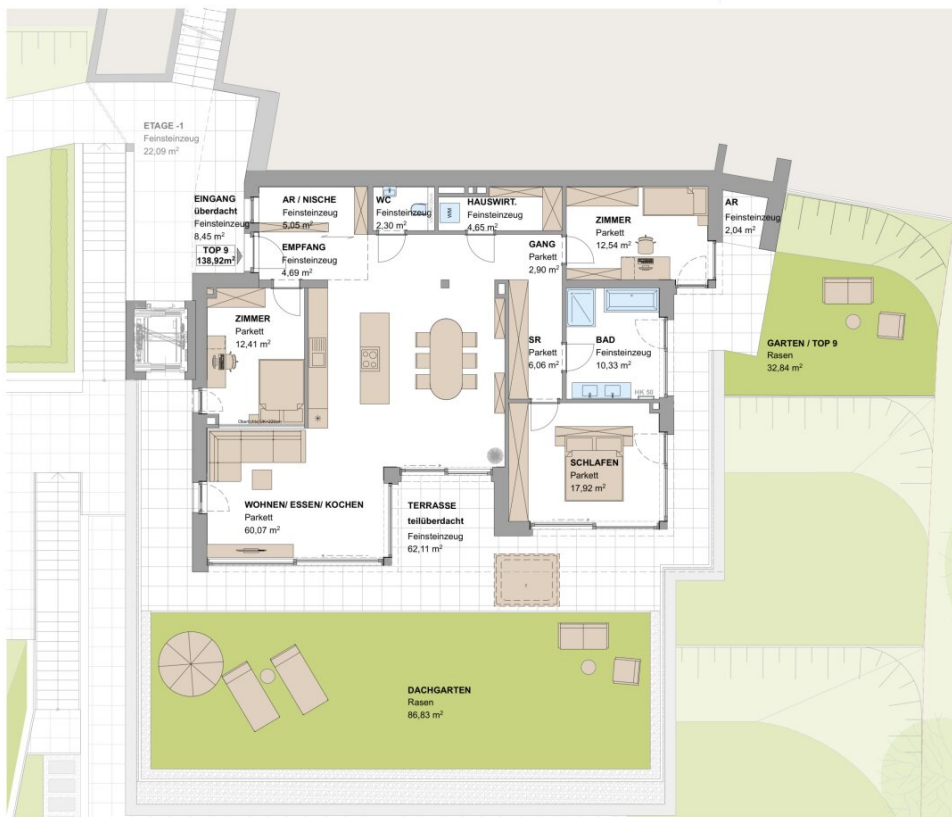 ETAGE -1
Feinsteinzeug
22,09 m²
EINGANG
überdacht
Feinsteinzeug
8,45 m²
TOP 9
138,92m²
AR / NISCHE
Feinsteinzeug
5,05 m²
EMPFANG
Feinsteinzeug
4,69 m²
WC
Feinsteinzeug
2,30 m²
WM
HAUSWIRT.
Feinsteinzeug
4,65 m²
GANG
Parkett
2,90 m²
ZIMMER
Parkett
12,54 m²
AR
Feinsteinzeug
2,04 m²
ZIMMER
Parkett
12,41 m²
SR
Parkett
6,06 m²
BAD
Feinsteinzeug
10,33 m²
HK 50
GARTEN / TOP 9
Rasen
32,84 m²
SCHLAFEN
Parkett
17,92 m²
WOHNEN/ ESSEN/ KOCHEN
Parkett
60,07 m²
TERRASSE
teilüberdacht
Feinsteinzeug
62,11 m²
DACHGARTEN
Rasen
86,83 m²